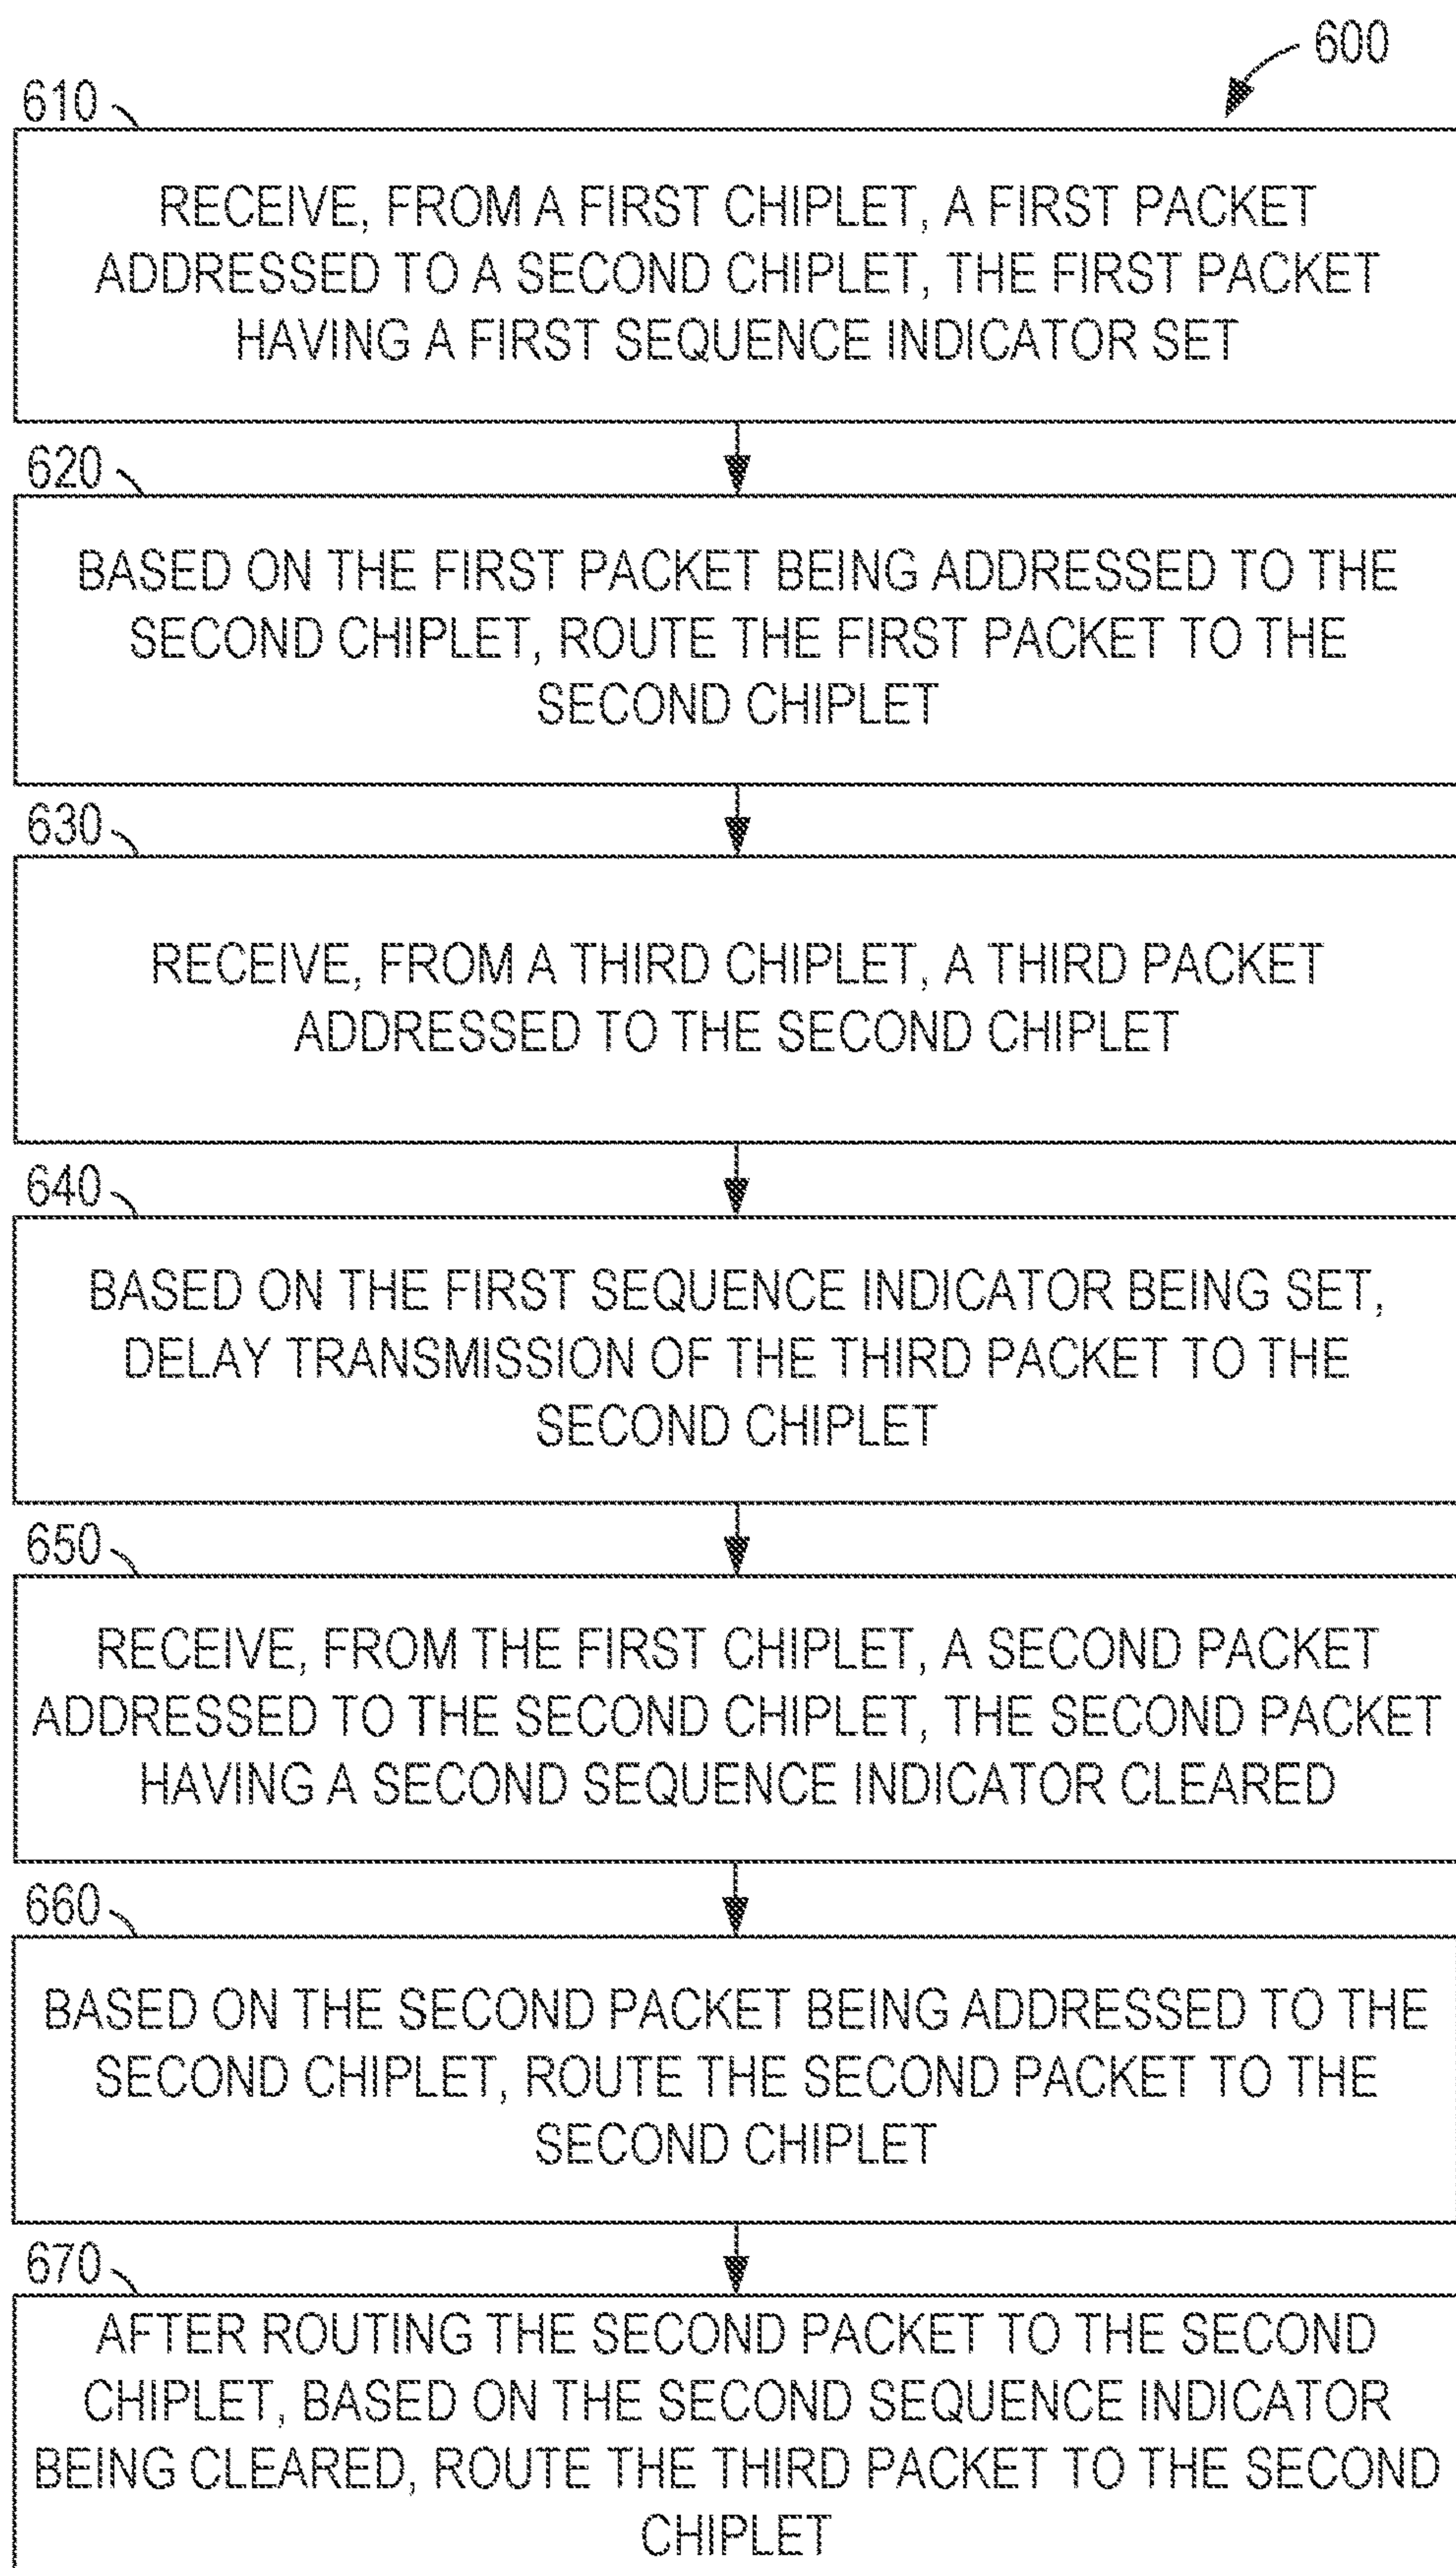 600
610
RECEIVE, FROM A FIRST CHIPLET, A FIRST PACKET
ADDRESSED TO A SECOND CHIPLET, THE FIRST PACKET
HAVING A FIRST SEQUENCE INDICATOR SET
620
BASED ON THE FIRST PACKET BEING ADDRESSED TO THE
SECOND CHIPLET, ROUTE THE FIRST PACKET TO THE
SECOND CHIPLET
630
RECEIVE, FROM A THIRD CHIPLET, A THIRD PACKET
ADDRESSED TO THE SECOND CHIPLET
640
BASED ON THE FIRST SEQUENCE INDICATOR BEING SET,
DELAY TRANSMISSION OF THE THIRD PACKET TO THE
SECOND CHIPLET
650
RECEIVE, FROM THE FIRST CHIPLET, A SECOND PACKET
ADDRESSED TO THE SECOND CHIPLET, THE SECOND PACKET
HAVING A SECOND SEQUENCE INDICATOR CLEARED
660
BASED ON THE SECOND PACKET BEING ADDRESSED TO THE
SECOND CHIPLET, ROUTE THE SECOND PACKET TO THE
SECOND CHIPLET
670
AFTER ROUTING THE SECOND PACKET TO THE SECOND
CHIPLET, BASED ON THE SECOND SEQUENCE INDICATOR
BEING CLEARED, ROUTE THE THIRD PACKET TO THE SECOND
CHIPLET